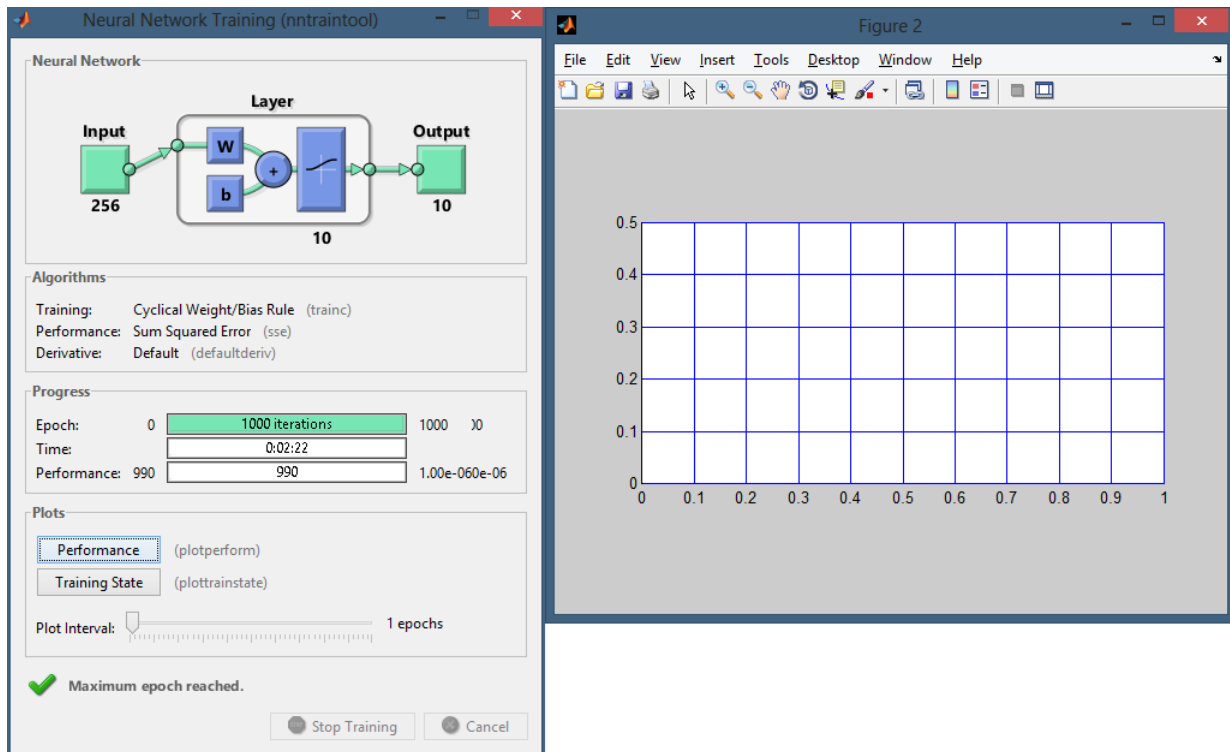 Neural Network Training (nntraintool)
Neural Network
Layer
Input
Output
W
b
+
256
10
10
Algorithms
Training: Cyclical Weight/Bias Rule (trainc)
Performance: Sum Squared Error (sse)
Derivative: Default (defaultderiv)
Progress
Epoch: 0 1000 iterations 1000 )0
Time: 0:02:22
Performance: 990 990 1.00e-060e-06
Plots
Performance (plotperform)
Training State (plottrainstate)
Plot Interval: 1 epochs
Maximum epoch reached.
Stop Training Cancel
Figure 2
File Edit View Insert Tools Desktop Window Help
0.5
0.4
0.3
0.2
0.1
0
0 0.1 0.2 0.3 0.4 0.5 0.6 0.7 0.8 0.9 1